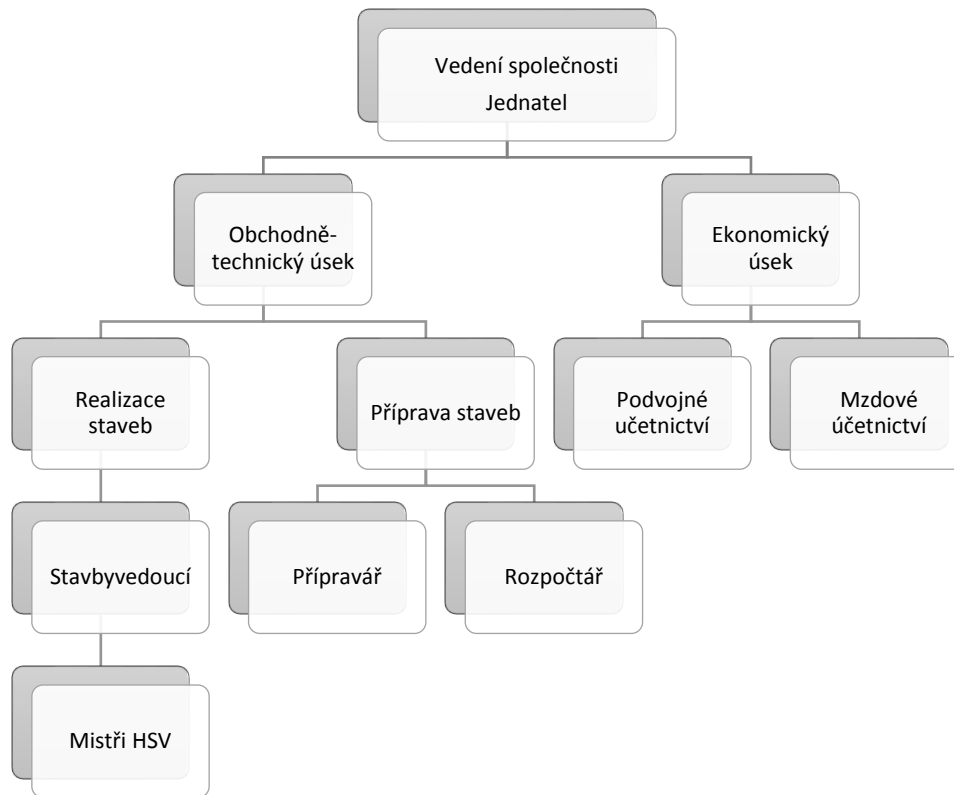 Vedení společnosti
Jednatel
Obchodně-
technický úsek
Ekonomický
úsek
Realizace
staveb
Příprava staveb
Podvojné
učetnictví
Mzdové
účetnictví
Stavbyvedoucí
Přípravář
Rozpočtář
Mistři HSV